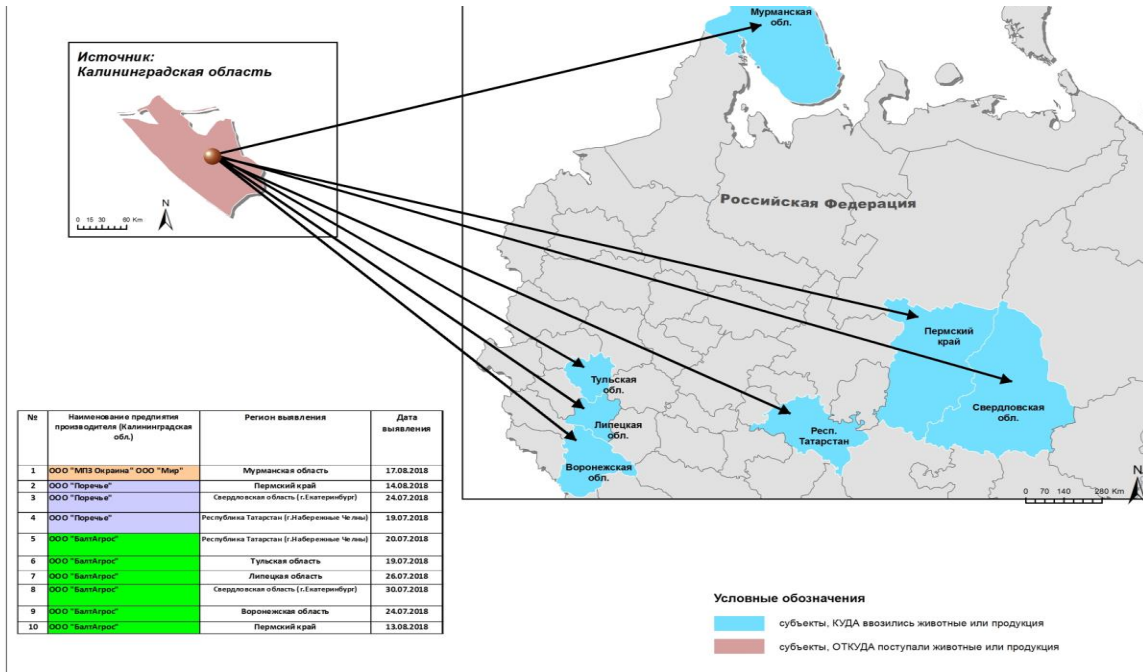 Мурманская
обл.
Источник:
Калининградская область
N
0 15 30 60 Km
Российская Федерация
Пермский
край
Свердловская
обл.
Тульская
обл.
Липецкая
обл.
Респ.
Татарстан
Воронежская
обл.
N
0 70 140 280 Km
№ Наименование предпиятия производителя (Калининградская обл.) Регион выявления Дата выявления
1 ООО "МПЗ Окраина" ООО "Мир" Мурманская область 17.08.2018
2 ООО "Поречье" Пермский край 14.08.2018
3 ООО "Поречье" Свердловская область (г.Екатеринбург) 24.07.2018
4 ООО "Поречье" Республика Татарстан (г.Набережные Челны) 19.07.2018
5 ООО "БалтАгрос" Республика Татарстан (г.Набережные Челны) 20.07.2018
6 ООО "БалтАгрос" Тульская область 19.07.2018
7 ООО "БалтАгрос" Липецкая область 26.07.2018
8 ООО "БалтАгрос" Свердловская область (г.Екатеринбург) 30.07.2018
9 ООО "БалтАгрос" Воронежская область 24.07.2018
10 ООО "БалтАгрос" Пермский край 13.08.2018
Условные обозначения
субъекты, КУДА ввозились животные или продукция
субъекты, ОТКУДА поступали животные или продукция